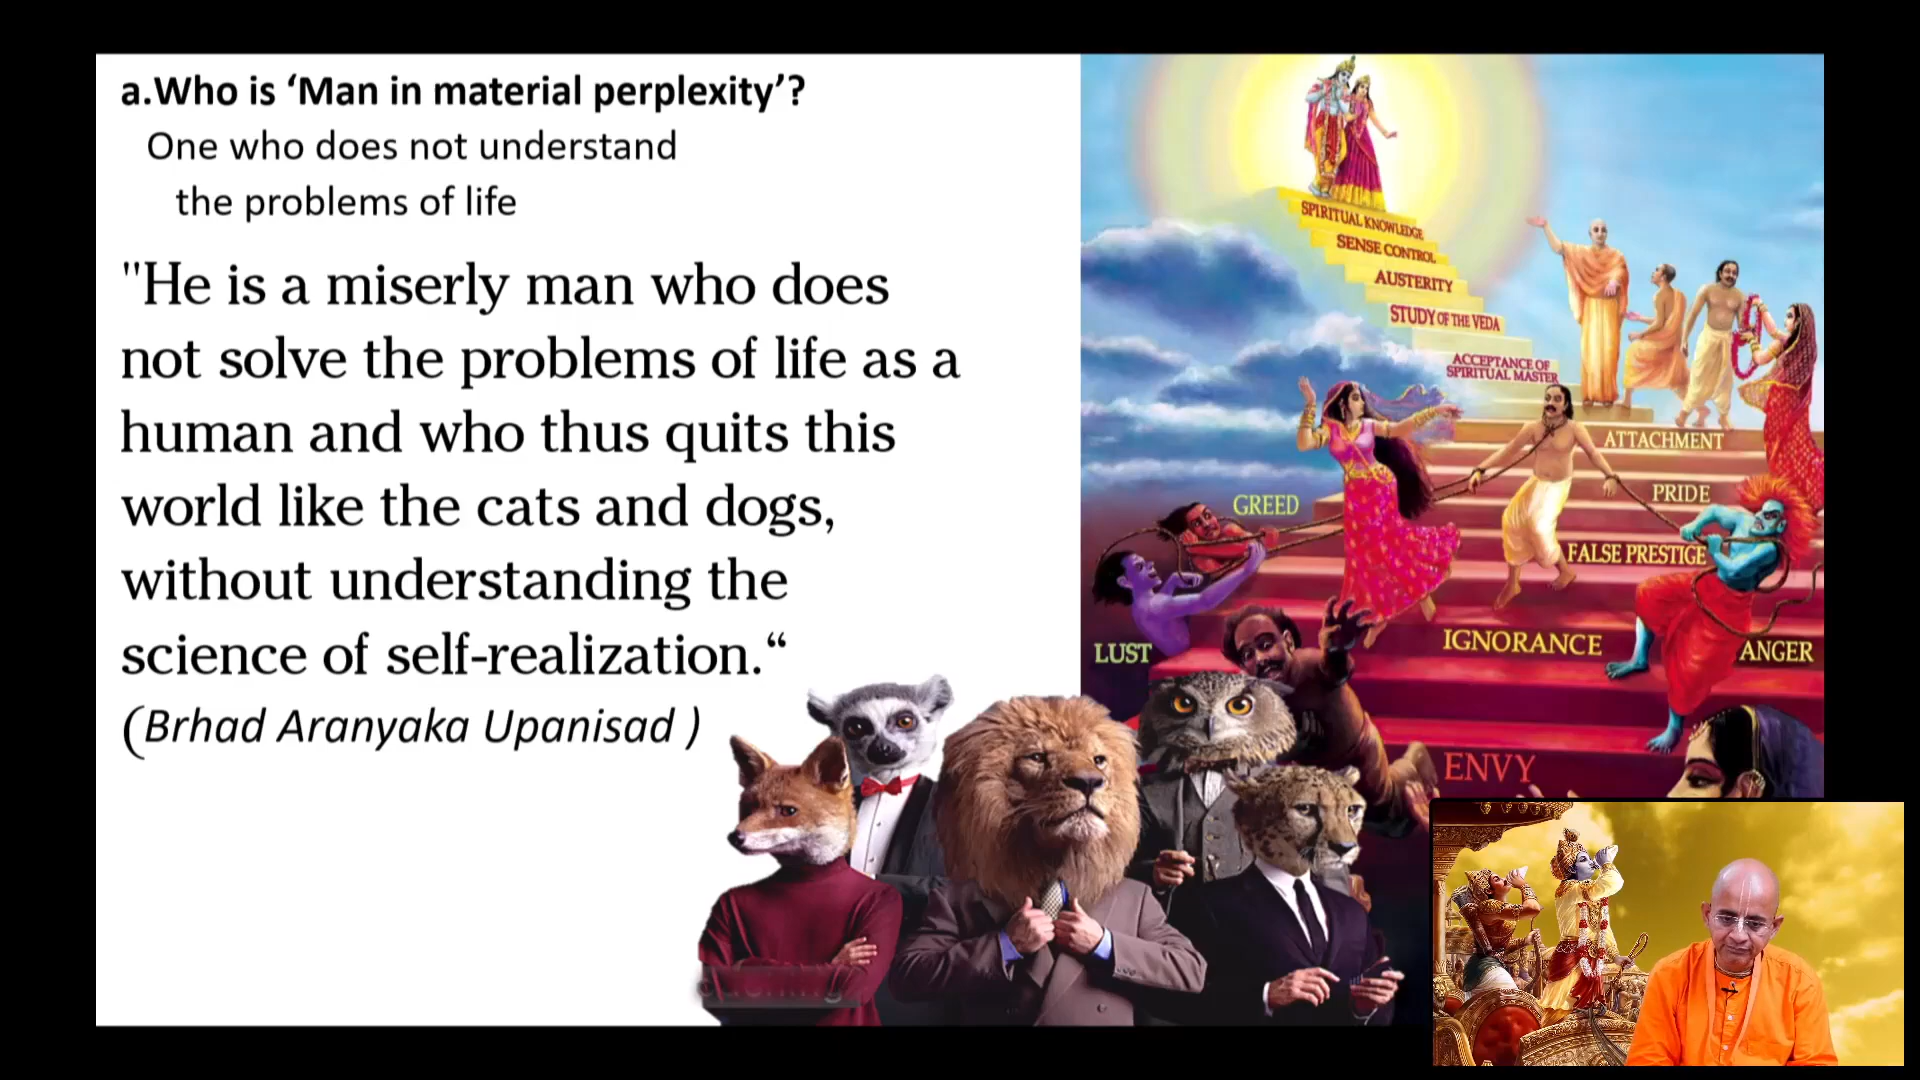 a.Who is ‘Man in material perplexity’?
One who does not understand
the problems of life
"He is a miserly man who does
not solve the problems of life as a
human and who thus quits this
world like the cats and dogs,
without understanding the
science of self-realization.“
(Brhad Aranyaka Upanisad )
SPIRITUAL KNOWLEDGE
SENSE CONTROL
AUSTERITY
STUDY OF THE VEDA
ACCEPTANCE OF
SPIRITUAL MASTER
ATTACHMENT
PRIDE
GREED
FALSE PRESTIGE
IGNORANCE
LUST
ANGER
ENVY